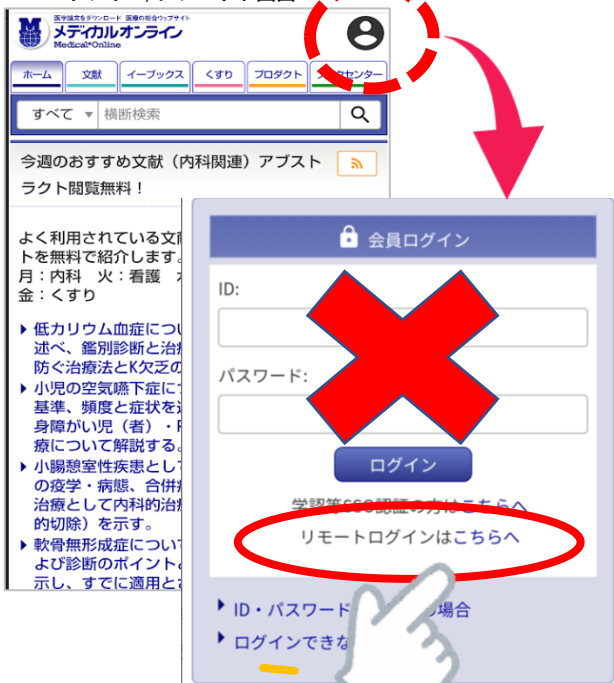 医学論文をダウンロード 医療の総合ウェブサイト
メディカルオンライン
Medical*Online
ホーム 文献 イーブックス くすり プロダクト
すべて ▼ 横断検索
今週のおすすめ文献（内科関連）アブスト
ラクト閲覧無料！
よく利用されている文
トを無料で紹介します。
月：内科 火：看護
金：くすり
低カリウム血症につい
述べ、鑑別診断と治
防ぐ治療法とK欠乏の
小児の空気嚥下症に
基準、頻度と症状を
身障がい児（者）・
療について解説する。
小腸憩室性疾患として
の疫学・病態、合併
治療として内科的治
的切除）を示す。
軟骨無形成症について
よび診断のポイント
示し、すでに適用と
会員ログイン
ID:
パスワード:
ログイン
学認等SSO認証の方はこちらへ
リモートログインはこちらへ
ID・パスワード の場合
ログインできな